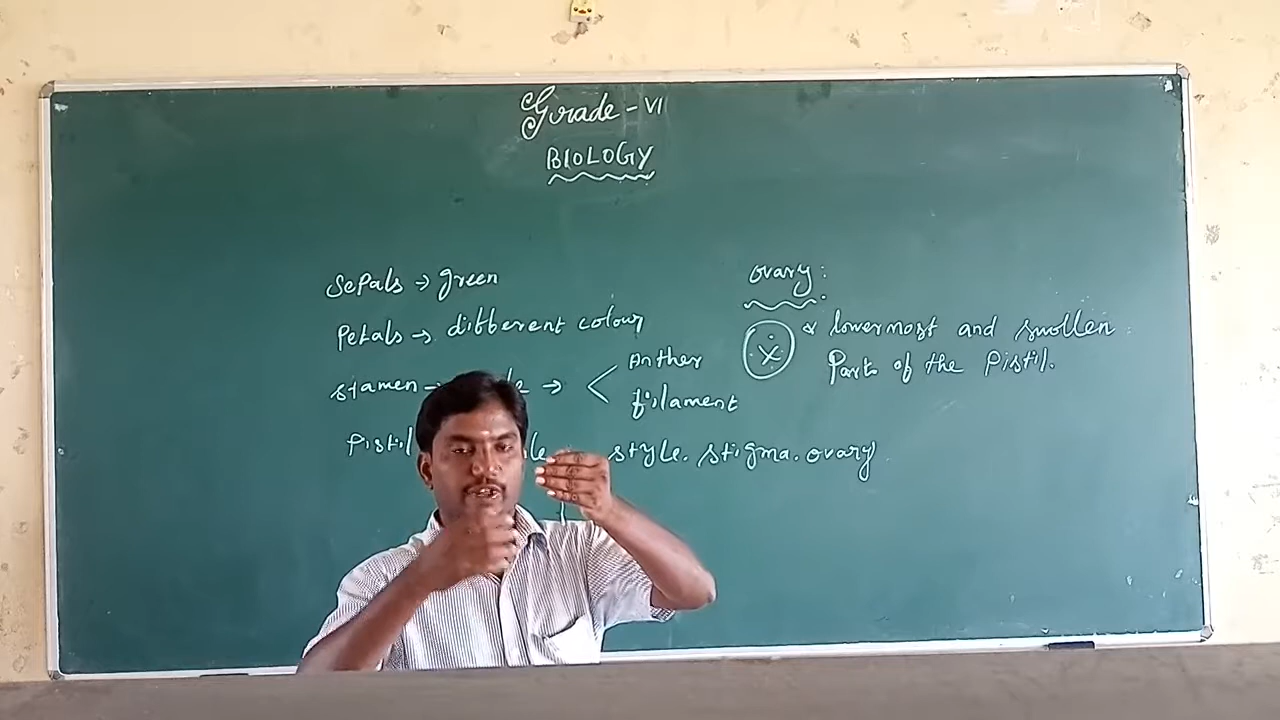 Grade - VI
BIOLOGY
Sepals → green
Petals → different colour
Stamen → Anther
filament
Pistil style. stigma. ovary
ovary:
* lowermost and swollen
Part of the Pistil.